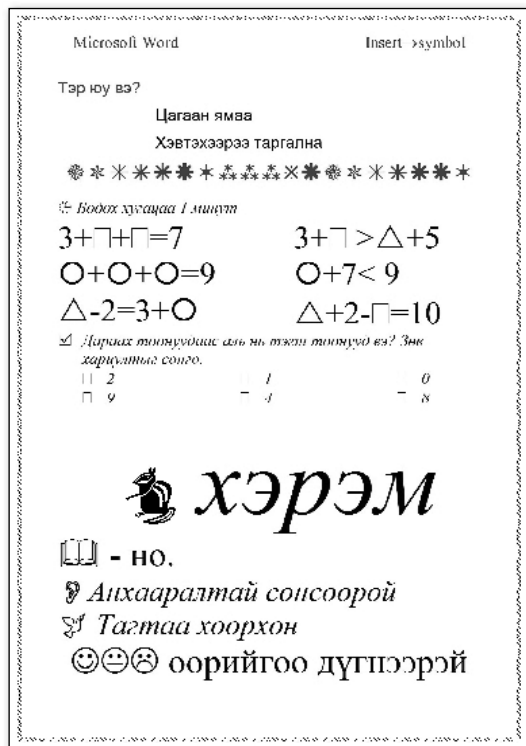 Microsoft Word Insert →symbol
Тэр юу вэ?
Цагаан ямаа
Хэвтэхээрээ таргална
Бодох хугацаа 1 минут
3+□+□=7 3+□ >△+5
○+○+○=9 ○+7< 9
△-2=3+○ △+2-□=10
Дараах тоонуудаас аль нь тэгш тоонууд вэ? Зөв
хариултыг сонго.
□ 2 □ 1 □ 0
□ 9 □ 4 □ 8
хэрэм
- но.
Анхааралтай сонсоорой
Тагтаа хоорхон
оорийгоо дүгнээрэй